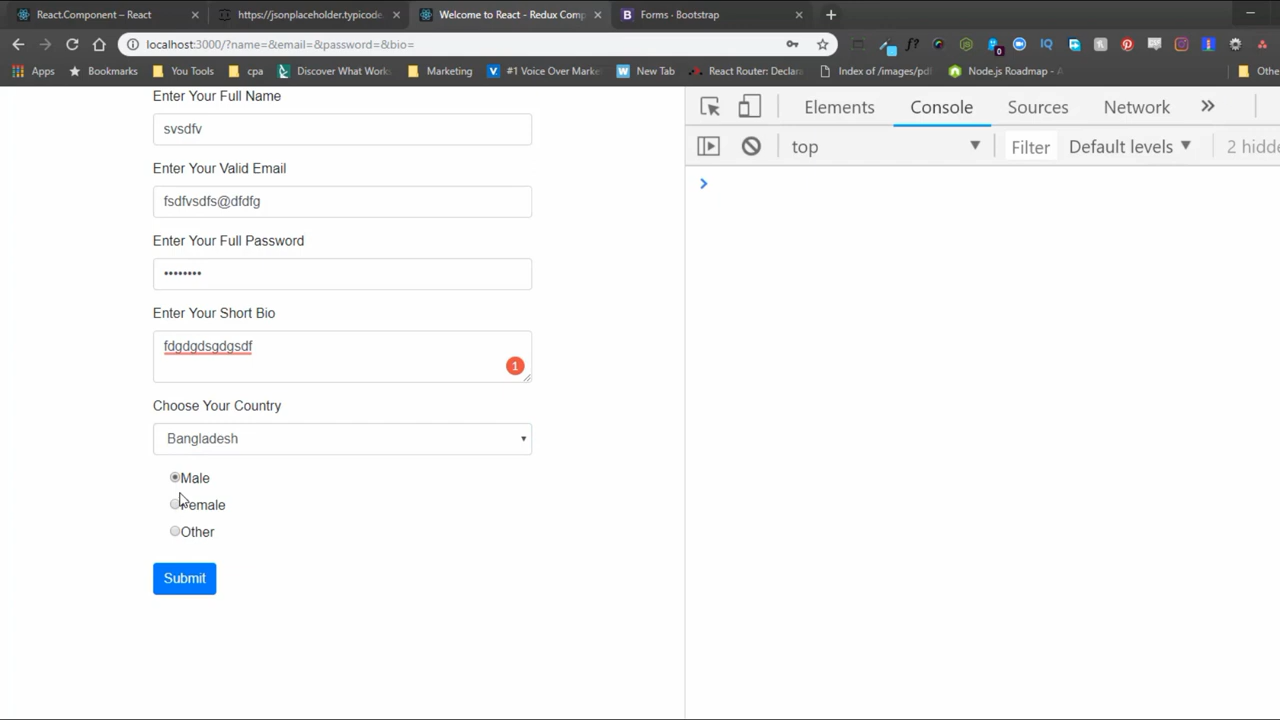 React.Component – React
https://jsonplaceholder.typicode.
Welcome to React - Redux Comp
Forms - Bootstrap
localhost:3000/?name=&email=&password=&bio=
Apps
Bookmarks
You Tools
cpa
Discover What Work
Marketing
#1 Voice Over Marke
New Tab
React Router: Declara
Index of /images/pdf
Node.js Roadmap - A
Othe
Enter Your Full Name
svsdfv
Enter Your Valid Email
fsdfvsdfs@dfdfg
Enter Your Full Password
••••••••
Enter Your Short Bio
fdgdgdsgdgsdf
1
Choose Your Country
Bangladesh
Male
Female
Other
Submit
Elements
Console
Sources
Network
top
Filter
Default levels
2 hidde